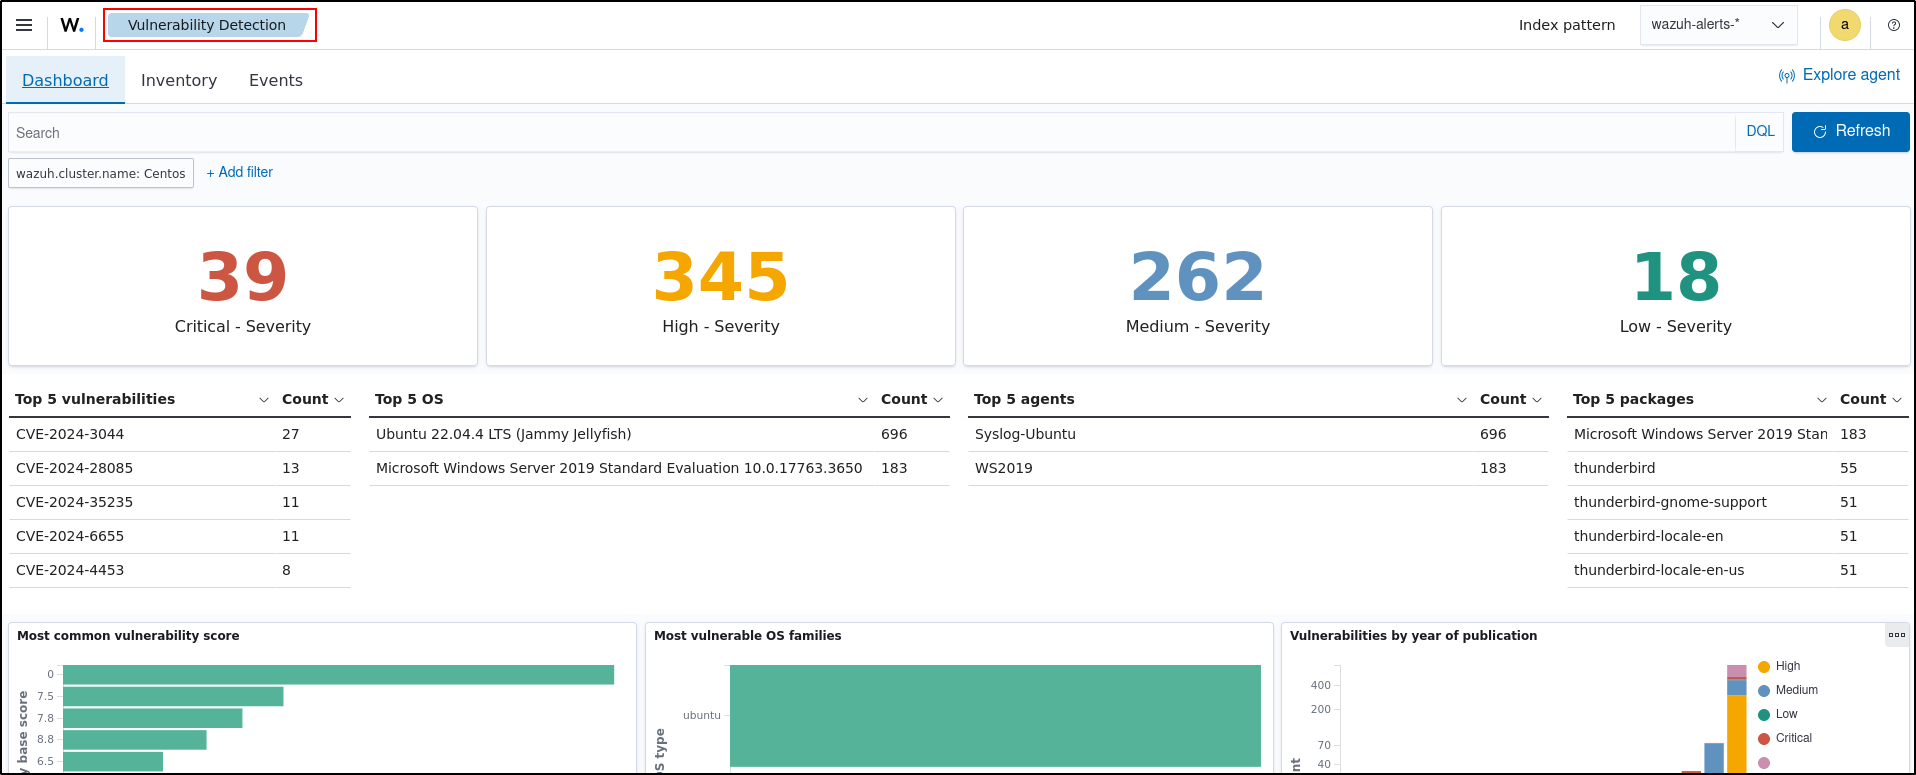 W.
Vulnerability Detection
Index pattern
wazuh-alerts-*
a
Dashboard
Inventory
Events
Explore agent
Search
DQL
Refresh
wazuh.cluster.name: Centos
+ Add filter
39
Critical - Severity
345
High - Severity
262
Medium - Severity
18
Low - Severity
Top 5 vulnerabilities Count
CVE-2024-3044 27
CVE-2024-28085 13
CVE-2024-35235 11
CVE-2024-6655 11
CVE-2024-4453 8
Top 5 OS Count
Ubuntu 22.04.4 LTS (Jammy Jellyfish) 696
Microsoft Windows Server 2019 Standard Evaluation 10.0.17763.3650 183
Top 5 agents Count
Syslog-Ubuntu 696
WS2019 183
Top 5 packages Count
Microsoft Windows Server 2019 Stan 183
thunderbird 55
thunderbird-gnome-support 51
thunderbird-locale-en 51
thunderbird-locale-en-us 51
Most common vulnerability score
0
7.5
7.8
8.8
6.5
base score
Most vulnerable OS families
ubuntu
OS type
Vulnerabilities by year of publication
400
200
70
40
High
Medium
Low
Critical